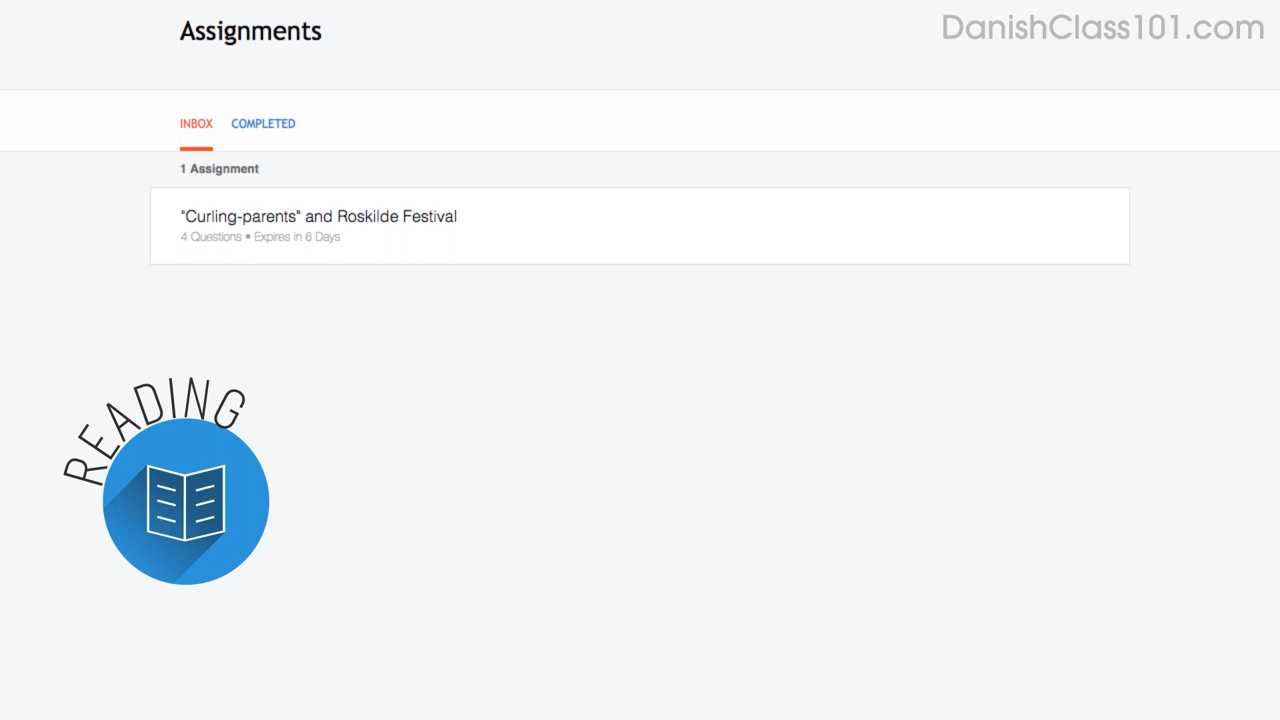 Assignments
DanishClass101.com
INBOX COMPLETED
1 Assignment
"Curling-parents" and Roskilde Festival
4 Questions • Expires in 6 Days
READING